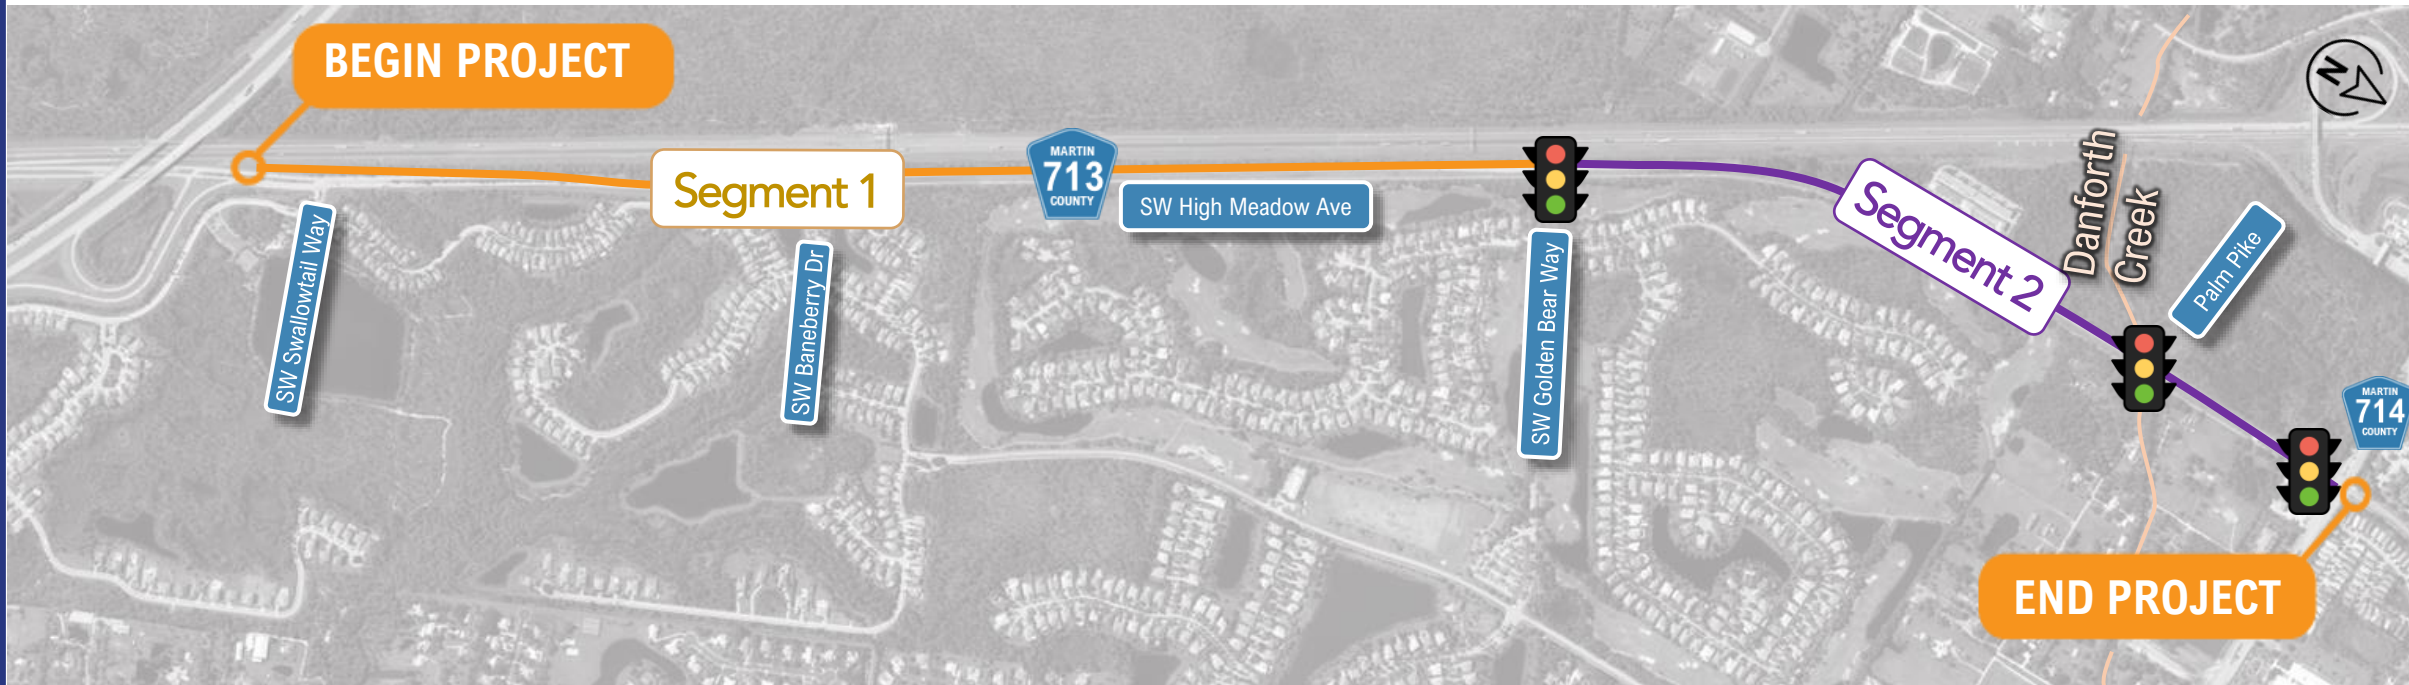 BEGIN PROJECT
N
Segment 1
MARTIN
713
COUNTY
SW High Meadow Ave
SW Swallowtail Way
SW Baneberry Dr
SW Golden Bear Way
Segment 2
Danforth
Creek
Palm Pike
MARTIN
714
COUNTY
END PROJECT